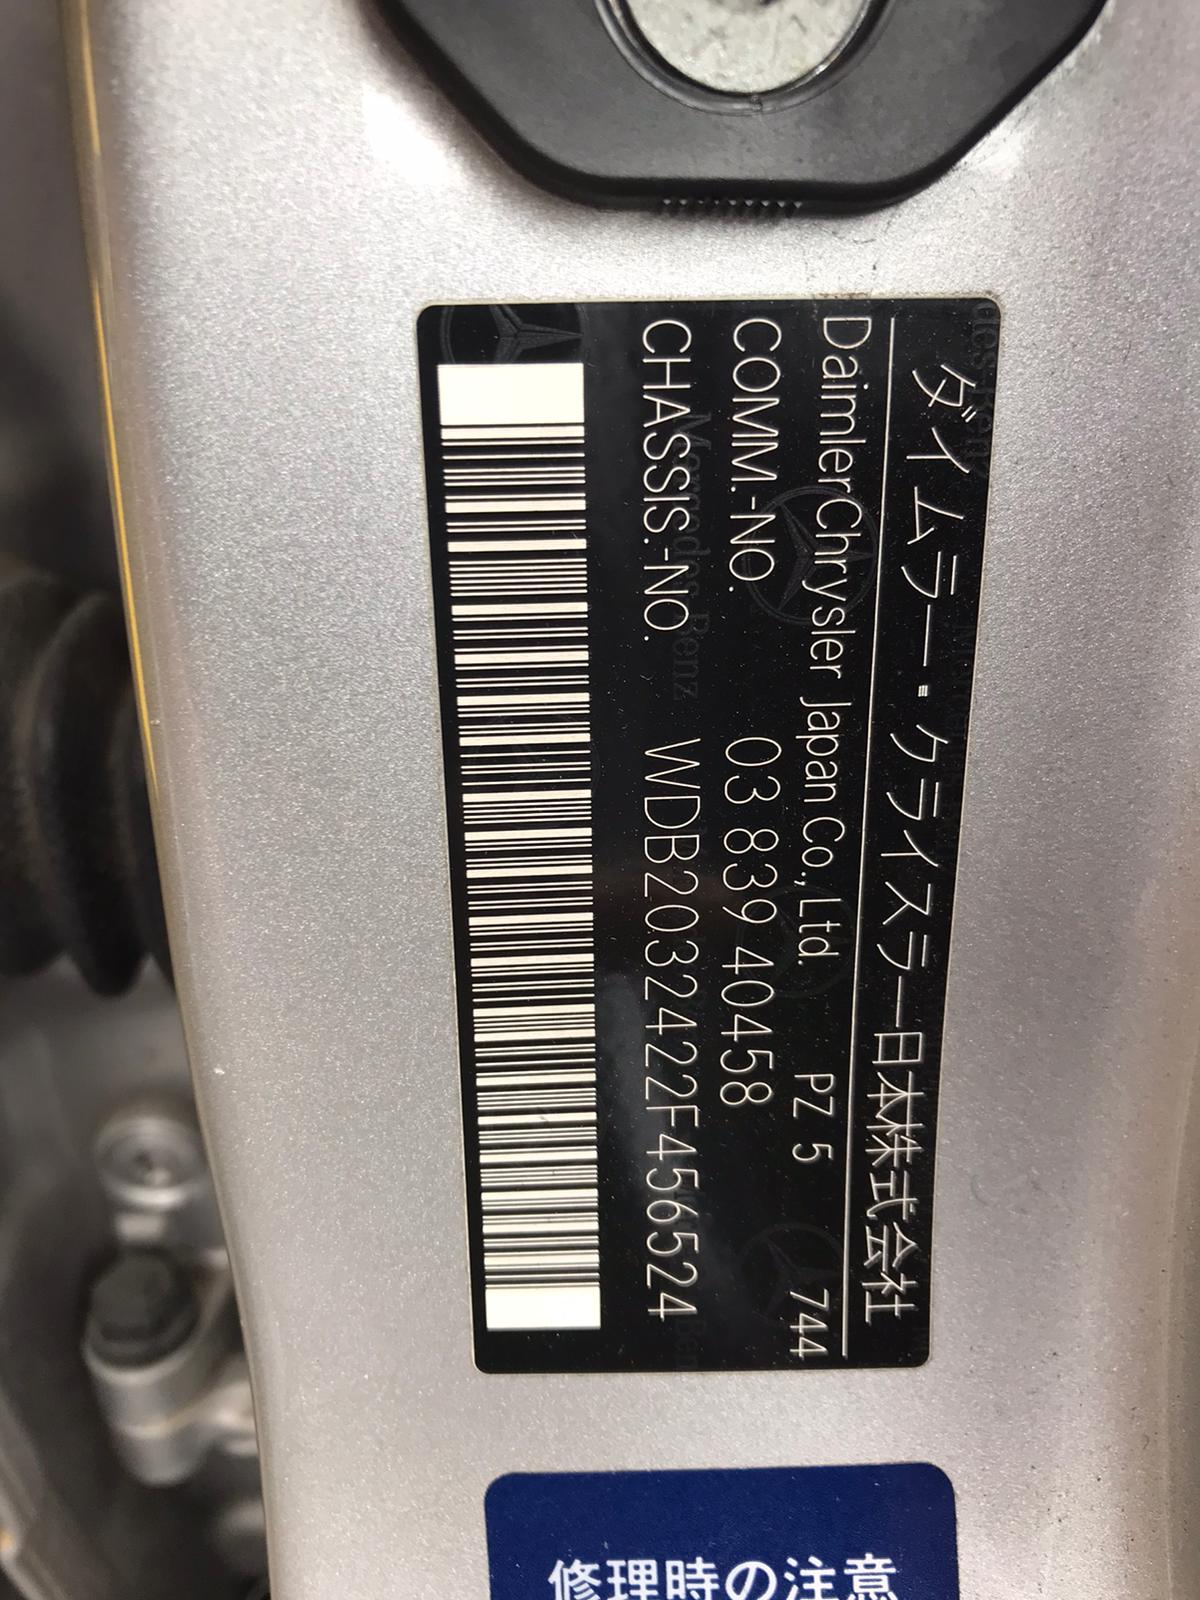 ダイムラー・クライスラー日本株式会社
DaimlerChrysler Japan Co., Ltd. PZ 5 744
COMM.-NO. 03 839 40458
CHASSIS.-NO. WDB2032422F456524
Mercedes-Benz
修理時の注意